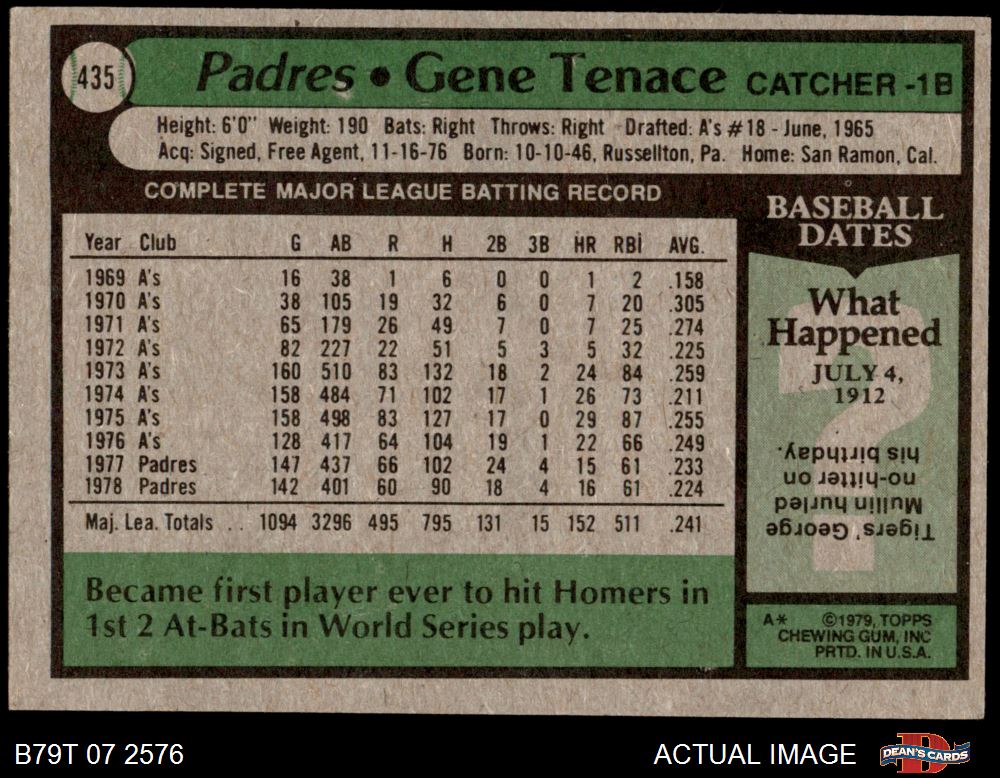 435
Padres • Gene Tenace CATCHER -1B
Height: 6'0" Weight: 190 Bats: Right Throws: Right Drafted: A's #18 - June, 1965
Acq: Signed, Free Agent, 11-16-76 Born: 10-10-46, Russellton, Pa. Home: San Ramon, Cal.
COMPLETE MAJOR LEAGUE BATTING RECORD
Year Club G AB R H 2B 3B HR RBI AVG.
1969 A's 16 38 1 6 0 0 1 2 .158
1970 A's 38 105 19 32 6 0 7 20 .305
1971 A's 65 179 26 49 7 0 7 25 .274
1972 A's 82 227 22 51 5 3 5 32 .225
1973 A's 160 510 83 132 18 2 24 84 .259
1974 A's 158 484 71 102 17 1 26 73 .211
1975 A's 158 498 83 127 17 0 29 87 .255
1976 A's 128 417 64 104 19 1 22 66 .249
1977 Padres 147 437 66 102 24 4 15 61 .233
1978 Padres 142 401 60 90 18 4 16 61 .224
Maj. Lea. Totals . . 1094 3296 495 795 131 15 152 511 .241
Became first player ever to hit Homers in
1st 2 At-Bats in World Series play.
BASEBALL
DATES
What
Happened
JULY 4,
1912
Tigers' George
Mullin hurled
no-hitter on
his birthday.
A* ©1979, TOPPS
CHEWING GUM, INC
PRTD. IN U.S.A.
B79T 07 2576
ACTUAL IMAGE
DEAN'S CARDS